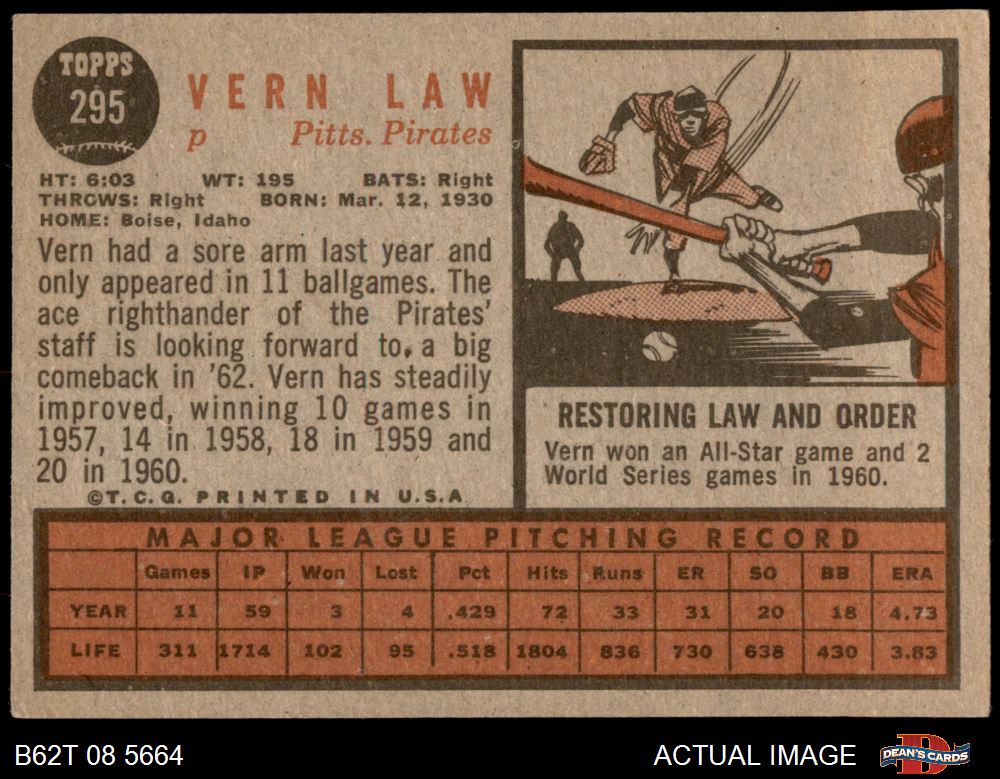 TOPPS
295
VERN LAW
p Pitts. Pirates
HT: 6:03 WT: 195 BATS: Right
THROWS: Right BORN: Mar. 12, 1930
HOME: Boise, Idaho
Vern had a sore arm last year and
only appeared in 11 ballgames. The
ace righthander of the Pirates'
staff is looking forward to, a big
comeback in '62. Vern has steadily
improved, winning 10 games in
1957, 14 in 1958, 18 in 1959 and
20 in 1960.
©T.C.G. PRINTED IN U.S.A.
RESTORING LAW AND ORDER
Vern won an All-Star game and 2
World Series games in 1960.
MAJOR LEAGUE PITCHING RECORD
Games IP Won Lost Pct Hits Runs ER SO BB ERA
YEAR 11 59 3 4 .429 72 33 31 20 18 4.73
LIFE 311 1714 102 95 .518 1804 836 730 638 430 3.83
B62T 08 5664 ACTUAL IMAGE DEAN'S CARDS